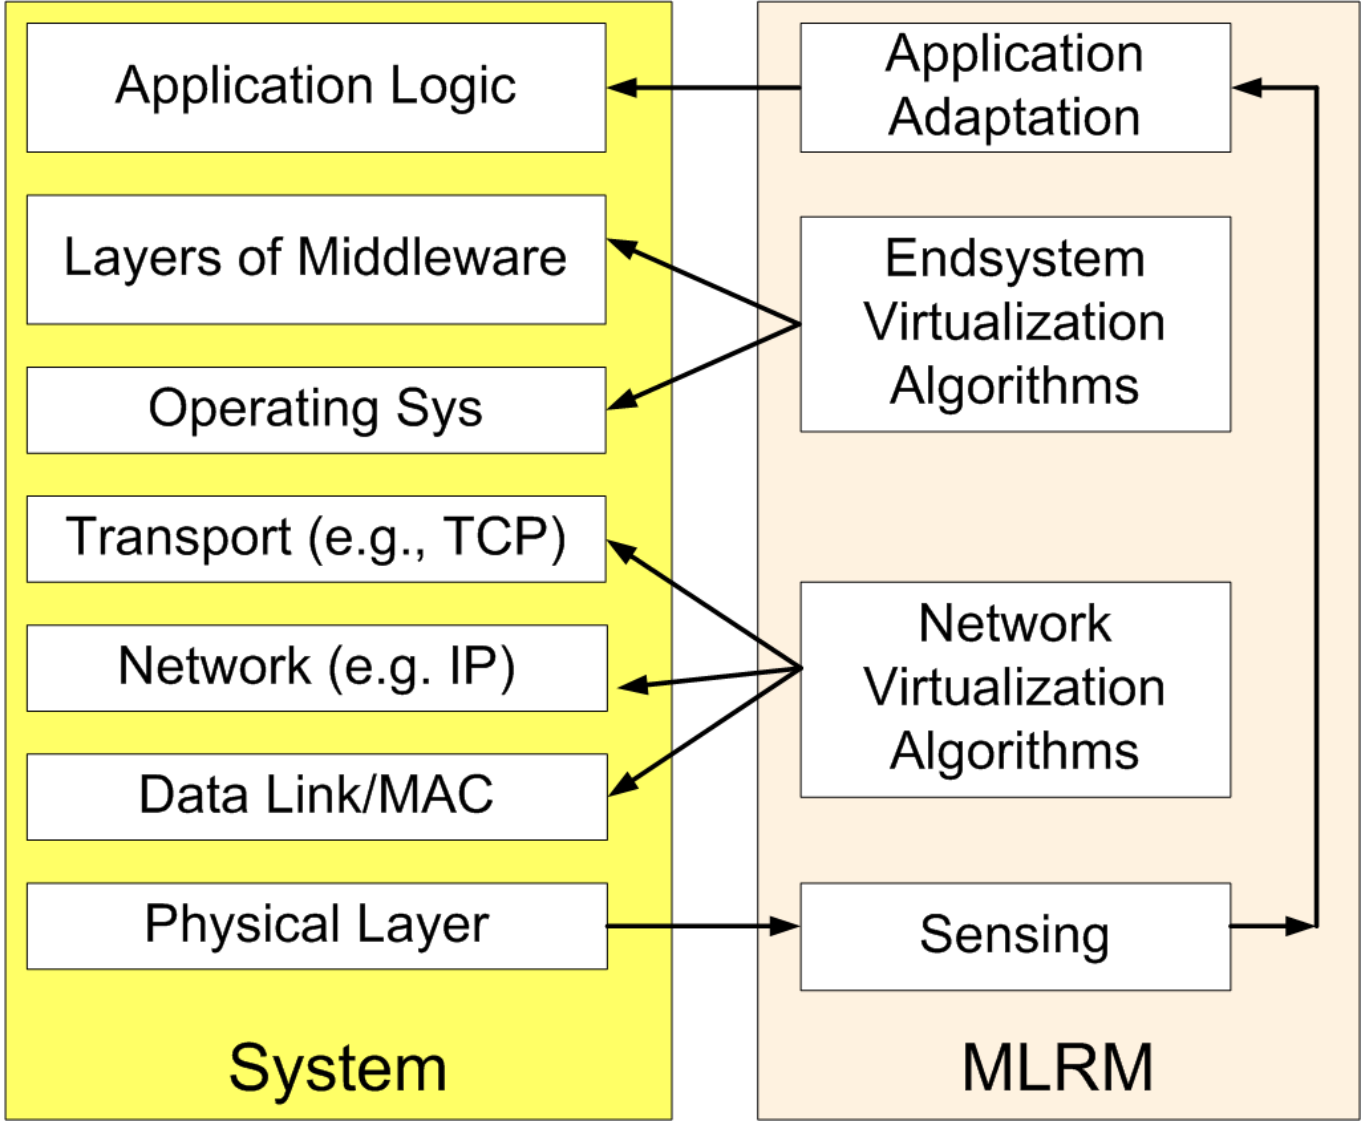 Application Logic
Layers of Middleware
Operating Sys
Transport (e.g., TCP)
Network (e.g. IP)
Data Link/MAC
Physical Layer
System
Application
Adaptation
Endsystem
Virtualization
Algorithms
Network
Virtualization
Algorithms
Sensing
MLRM